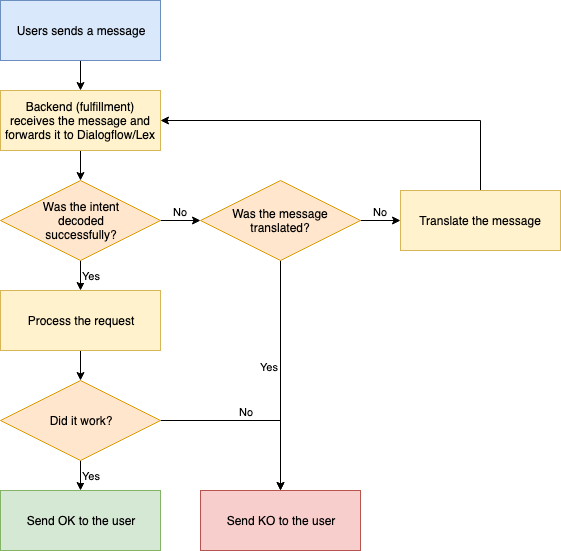 Users sends a message
Backend (fulfillment)
receives the message and
forwards it to Dialogflow/Lex
Was the intent
decoded
successfully?
No
Was the message
translated?
No
Translate the message
Yes
Process the request
Yes
Did it work?
No
Yes
Send OK to the user
Send KO to the user